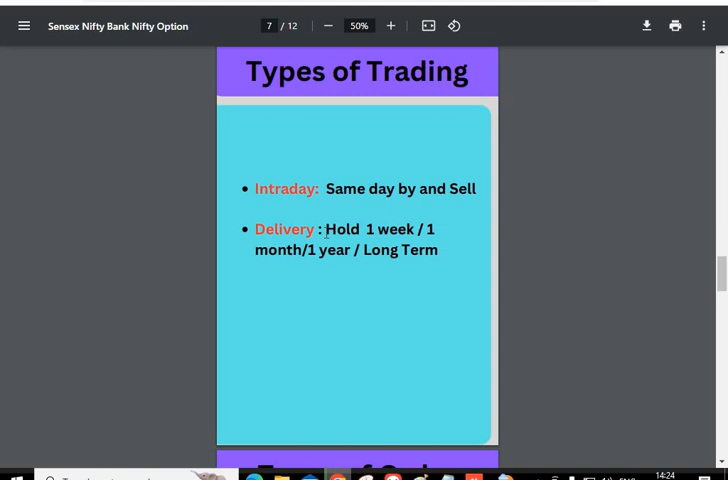 Sensex Nifty Bank Nifty Option
7 / 12
50%
Types of Trading
Intraday: Same day by and Sell
Delivery : Hold 1 week / 1
month/1 year / Long Term
14:24